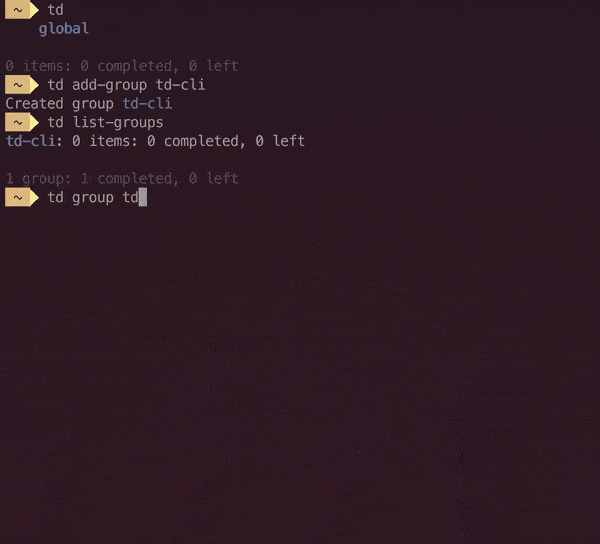 ~ td
global
0 items: 0 completed, 0 left
~ td add-group td-cli
Created group td-cli
~ td list-groups
td-cli: 0 items: 0 completed, 0 left
1 group: 1 completed, 0 left
~ td group td